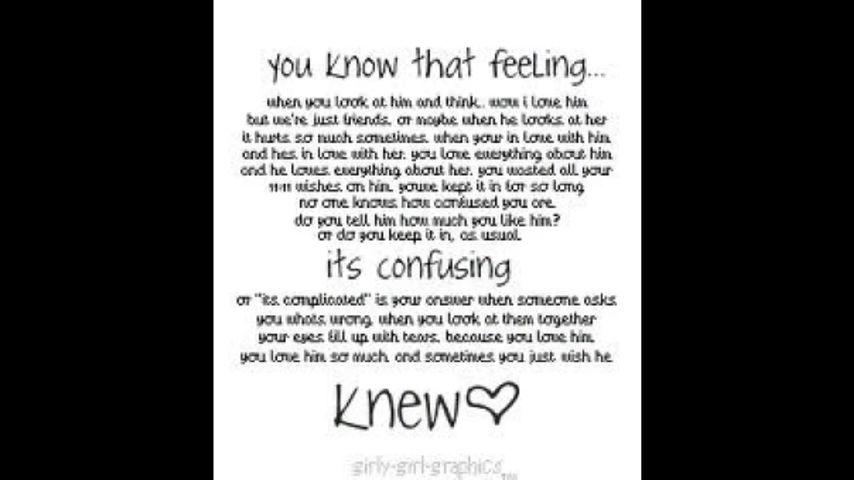 you know that feeling...
when you look at him and think.. wow i love him
but we're just friends. or maybe when he looks at her
it hurts so much sometimes. when your in love with him
and hes in love with her. you love everything about him
and he loves everything about her. you wasted all your
11:11 wishes on him. youve kept it in for so long
no one knows how confused you are.
do you tell him how much you like him?
or do you keep it in, as usual.
its confusing
or "its complicated" is your answer when someone asks
you whats wrong. when you look at them together
your eyes fill up with tears. because you love him.
you love him so much. and sometimes you just wish he
knew
girly-girl-graphics